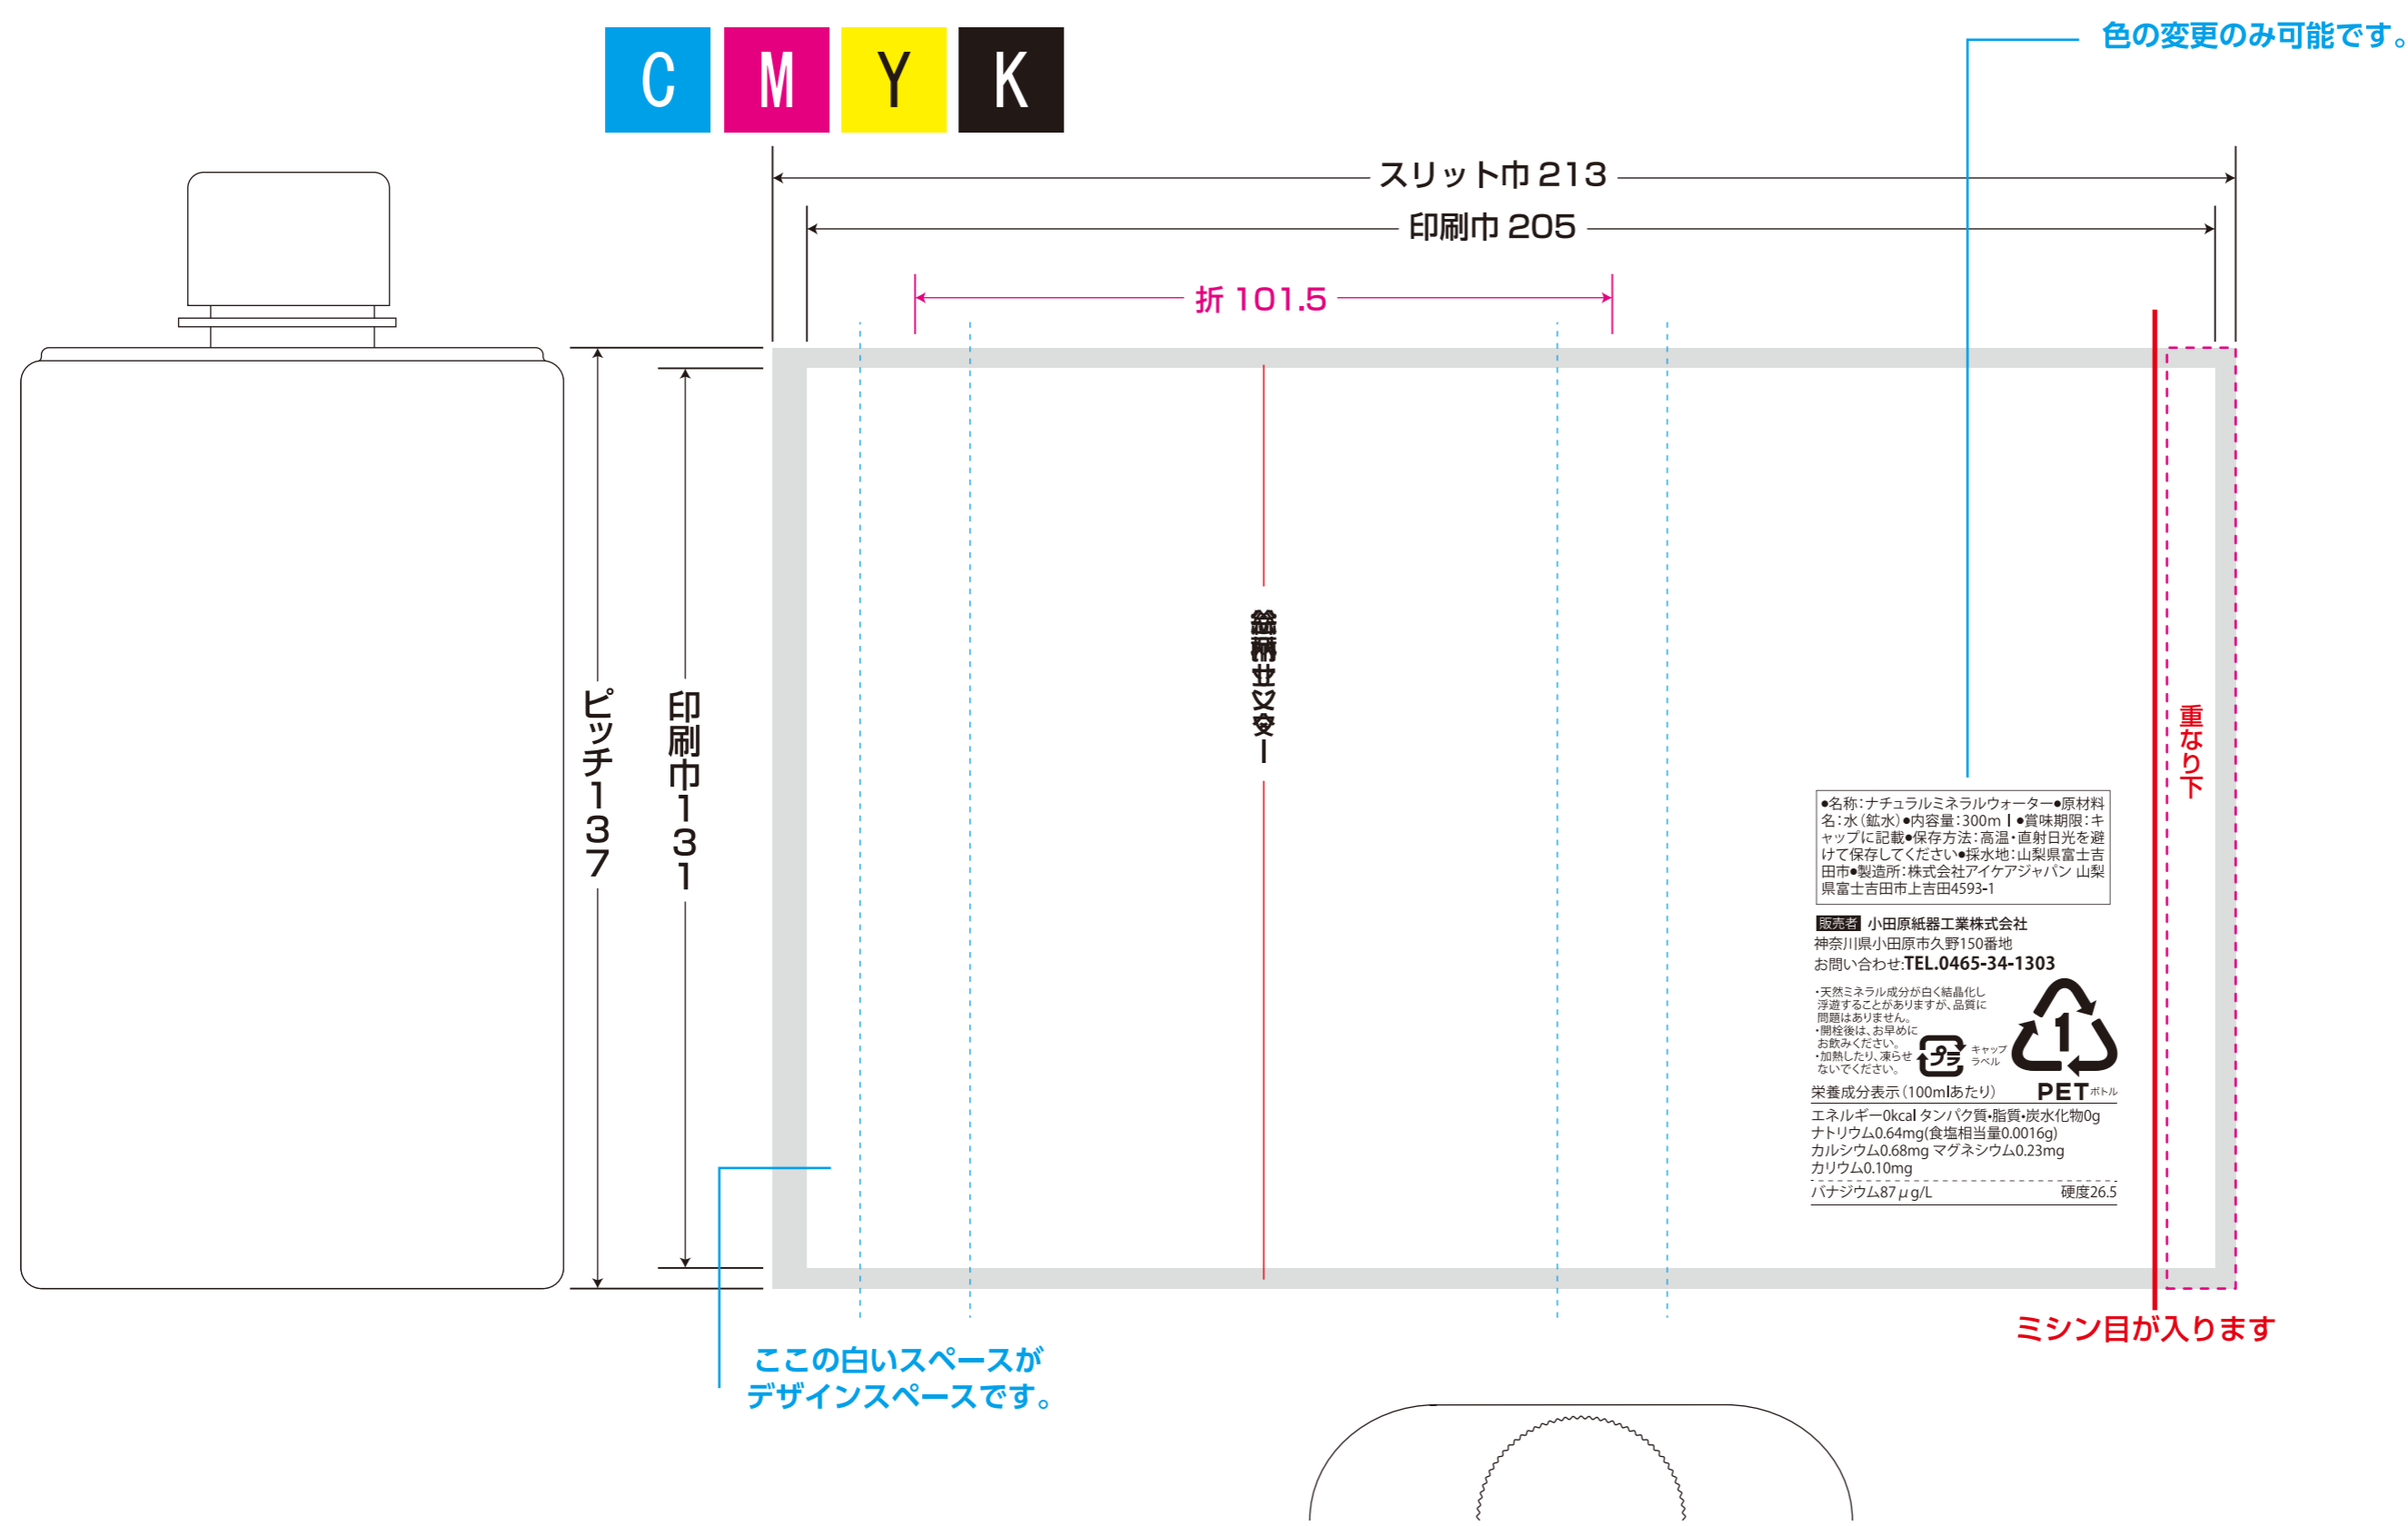 色の変更のみ可能です。
C M Y K
スリット巾 213
印刷巾 205
折 101.5
ピッチ137
印刷巾131
重なり下
●名称：ナチュラルミネラルウォーター●原材料
名：水（鉱水）●内容量：300ml●賞味期限：キ
ャップに記載●保存方法：高温・直射日光を避
けて保存してください●採水地：山梨県富士吉
田市●製造所：株式会社アイケアジャパン 山梨
県富士吉田市上吉田4593-1
販売者 小田原紙器工業株式会社
神奈川県小田原市久野150番地
お問い合わせ:TEL.0465-34-1303
・天然ミネラル成分が白く結晶化し
浮遊することがありますが、品質に
問題はありません。
・開栓後は、お早めに
お飲みください。
・加熱したり、凍らせ
ないでください。
プラ
キャップ
ラベル
1
PET ボトル
栄養成分表示（100mlあたり）
エネルギー0kcal タンパク質・脂質・炭水化物0g
ナトリウム0.64mg(食塩相当量0.0016g)
カルシウム0.68mg マグネシウム0.23mg
カリウム0.10mg
バナジウム87μg/L 硬度26.5
ミシン目が入ります
ここの白いスペースが
デザインスペースです。